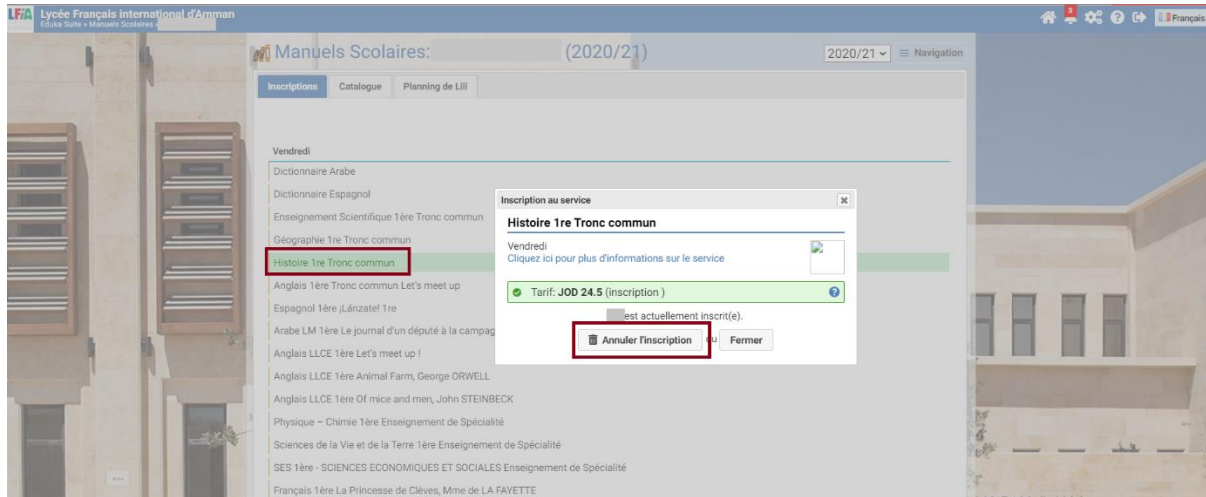 LFiA Lycée Français international d'Amman
Eduka Suite » Manuels Scolaires »
3
Français
Manuels Scolaires: (2020/21)
2020/21 Navigation
Inscriptions Catalogue Planning de Lili
Vendredi
Dictionnaire Arabe
Dictionnaire Espagnol
Enseignement Scientifique 1ère Tronc commun
Géographie 1re Tronc commun
Histoire 1re Tronc commun
Anglais 1ère Tronc commun Let's meet up
Espagnol 1ère ¡Lánzate! 1re
Arabe LM 1ère Le journal d'un député à la campag
Anglais LLCE 1ère Let's meet up !
Anglais LLCE 1ère Animal Farm, George ORWELL
Anglais LLCE 1ère Of mice and men, John STEINBECK
Physique – Chimie 1ère Enseignement de Spécialité
Sciences de la Vie et de la Terre 1ère Enseignement de Spécialité
SES 1ère - SCIENCES ECONOMIQUES ET SOCIALES Enseignement de Spécialité
Français 1ère La Princesse de Clèves, Mme de LA FAYETTE
Inscription au service
Histoire 1re Tronc commun
Vendredi
Cliquez ici pour plus d'informations sur le service
Tarif: JOD 24.5 (inscription )
est actuellement inscrit(e).
Annuler l'inscription ou Fermer